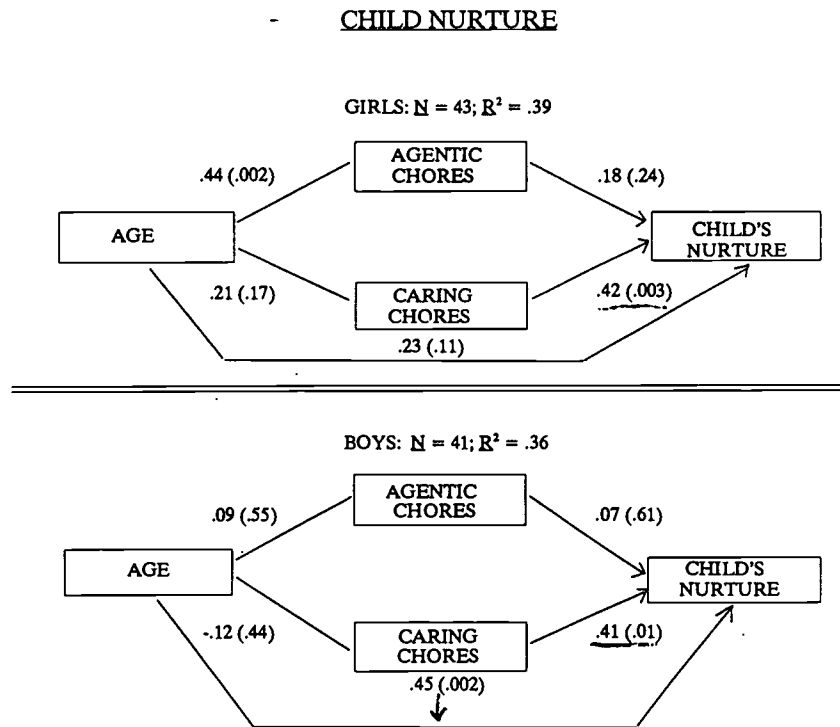 CHILD NURTURE
GIRLS: N = 43; R² = .39
AGENTIC
CHORES
.44 (.002)
.18 (.24)
AGE
CHILD'S
NURTURE
.21 (.17)
CARING
CHORES
.42 (.003)
.23 (.11)
BOYS: N = 41; R² = .36
AGENTIC
CHORES
.09 (.55)
.07 (.61)
AGE
CHILD'S
NURTURE
-.12 (.44)
CARING
CHORES
.41 (.01)
.45 (.002)